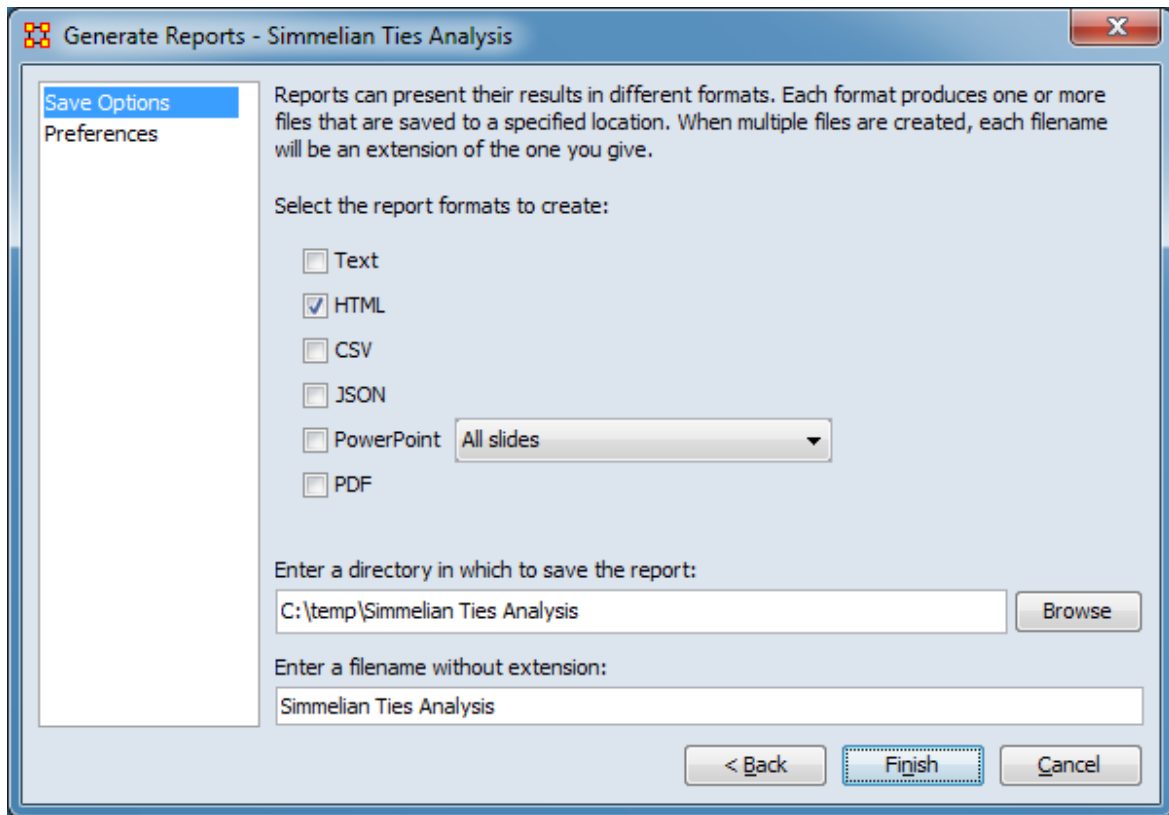 Generate Reports - Simmelian Ties Analysis
Save Options
Preferences
Reports can present their results in different formats. Each format produces one or more
files that are saved to a specified location. When multiple files are created, each filename
will be an extension of the one you give.
Select the report formats to create:
Text
HTML
CSV
JSON
PowerPoint All slides
PDF
Enter a directory in which to save the report:
C:\temp\Simmelian Ties Analysis Browse
Enter a filename without extension:
Simmelian Ties Analysis
< Back Finish Cancel